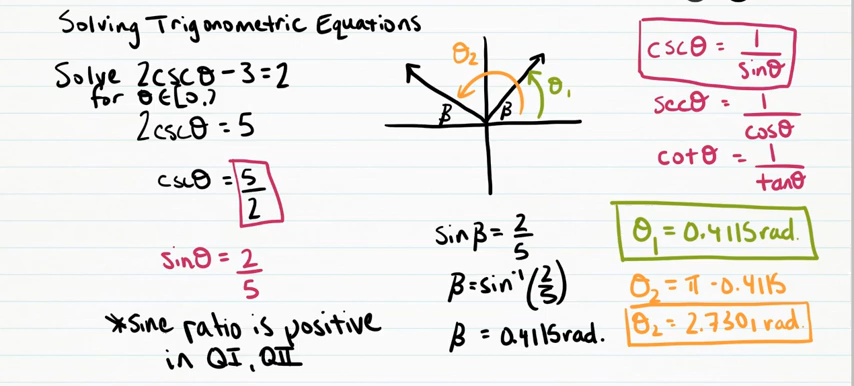 Solving Trigonometric Equations
Solve 2cscθ-3=2
for θ∈[0,)
2cscθ = 5
cscθ = 5/2
sinθ = 2/5
*sine ratio is positive
in QI, QII
θ₂
θ₁
β
β
sinβ = 2/5
β = sin⁻¹(2/5)
β = 0.4115rad.
cscθ = 1/sinθ
secθ = 1/cosθ
cotθ = 1/tanθ
θ₁ = 0.4115rad.
θ₂ = π - 0.4115
θ₂ = 2.7301rad.